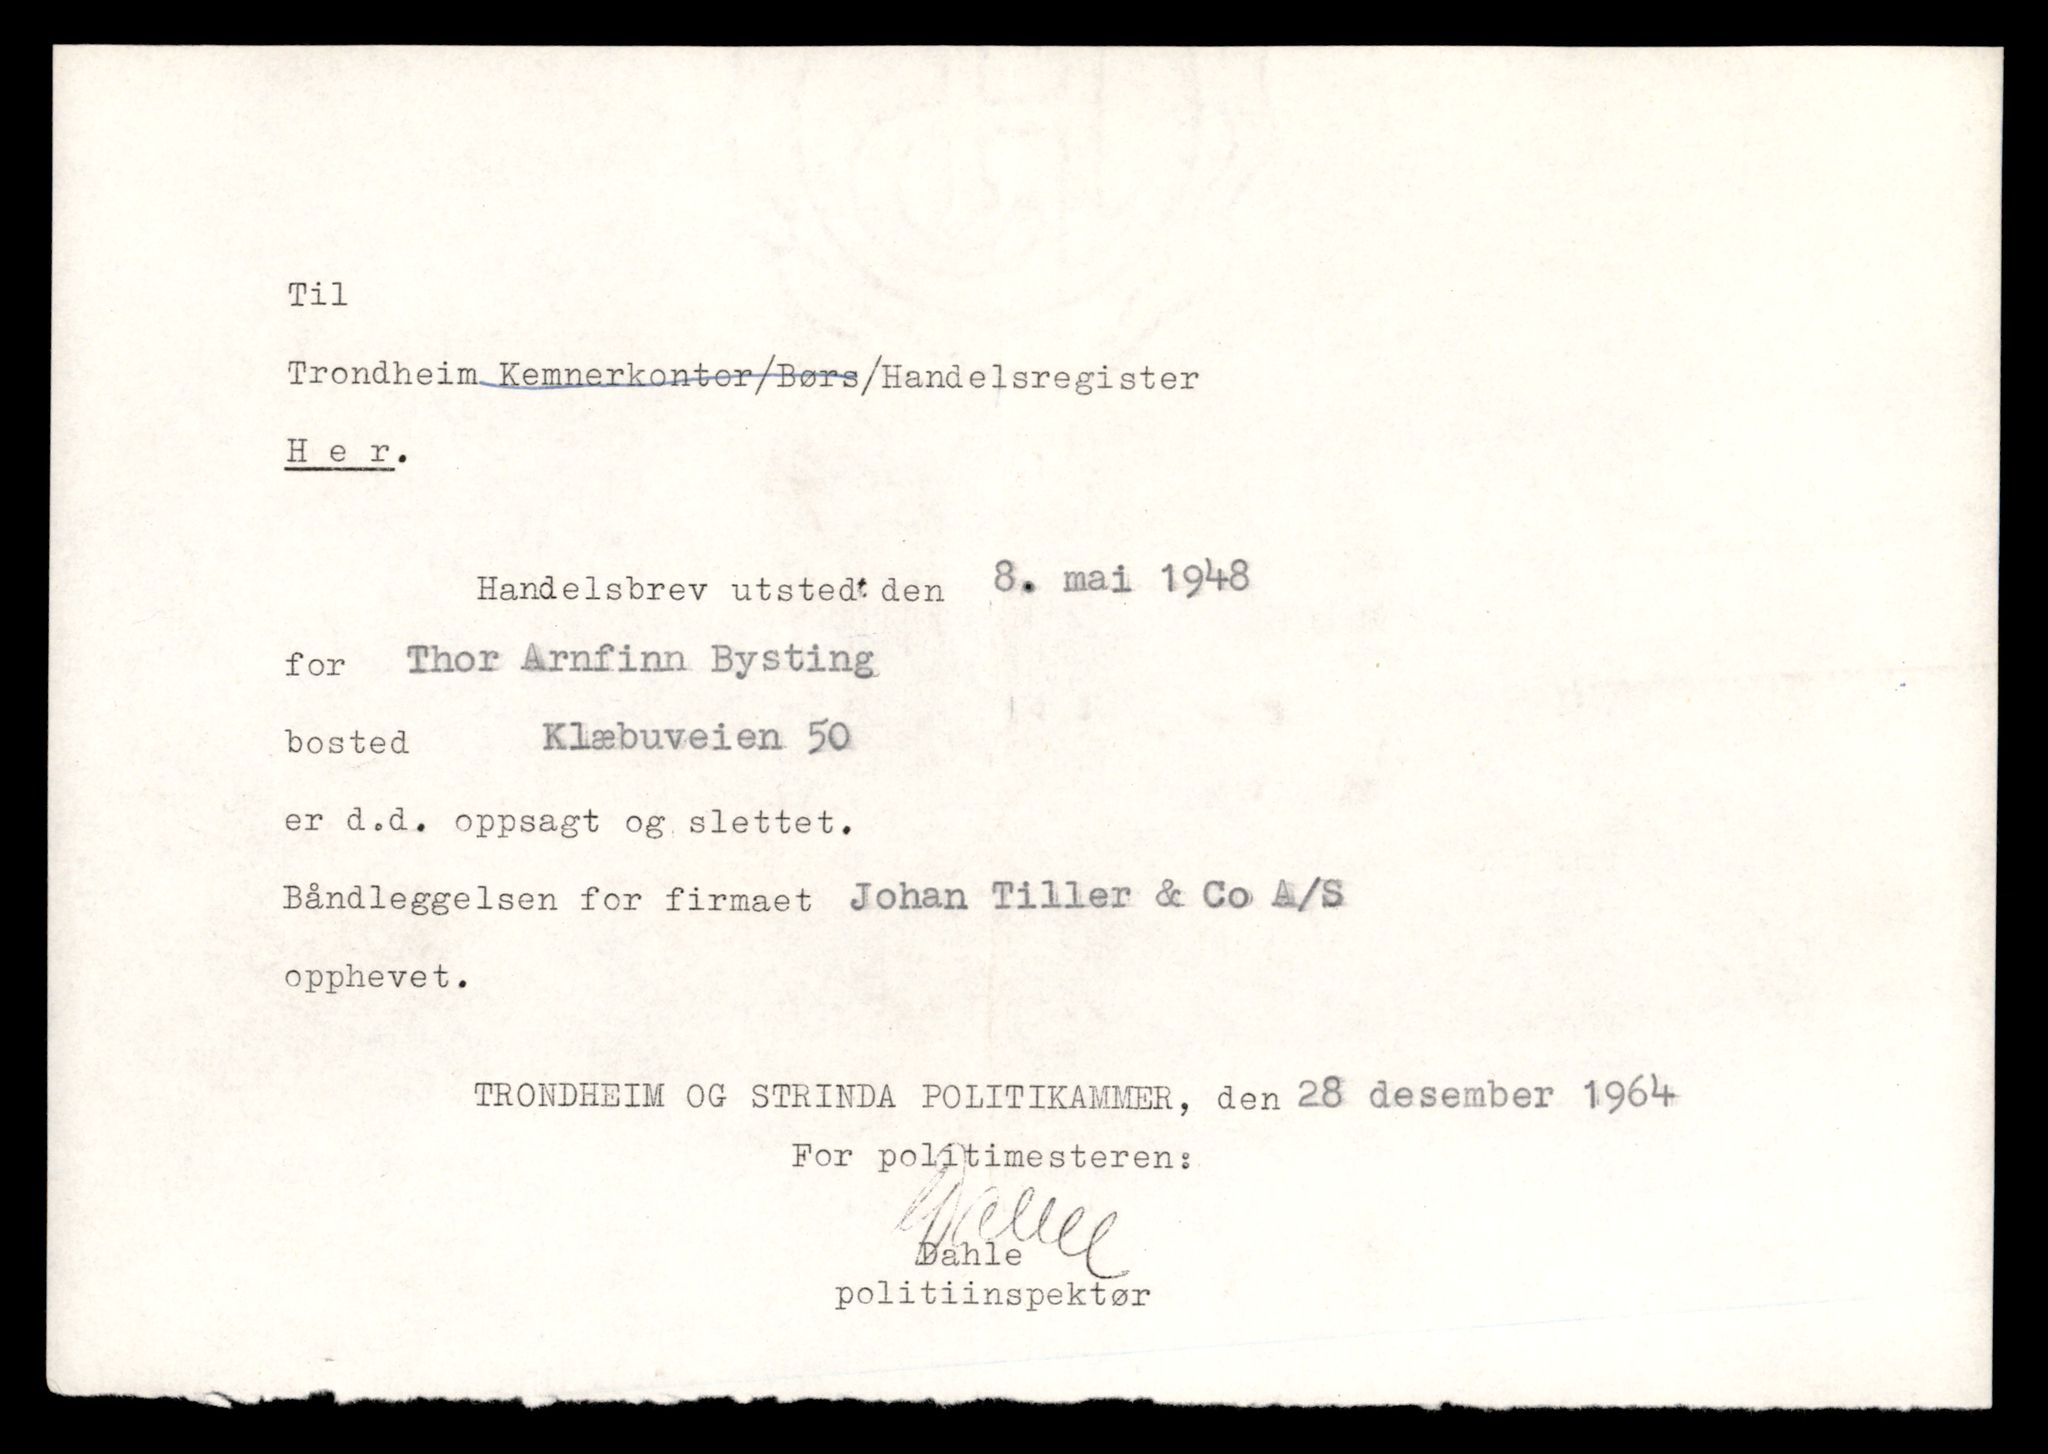 Til
Trondheim Kemnerkontor/Børs/Handelsregister
H e r.
Handelsbrev utstedt den 8. mai 1948
for Thor Arnfinn Bysting
bosted Klæbuveien 50
er d.d. oppsagt og slettet.
Båndleggelsen for firmaet Johan Tiller & Co A/S
opphevet.
TRONDHEIM OG STRINDA POLITIKAMMER, den 28 desember 1964
For politimesteren:
Dahle
Dahle
politiinspektør